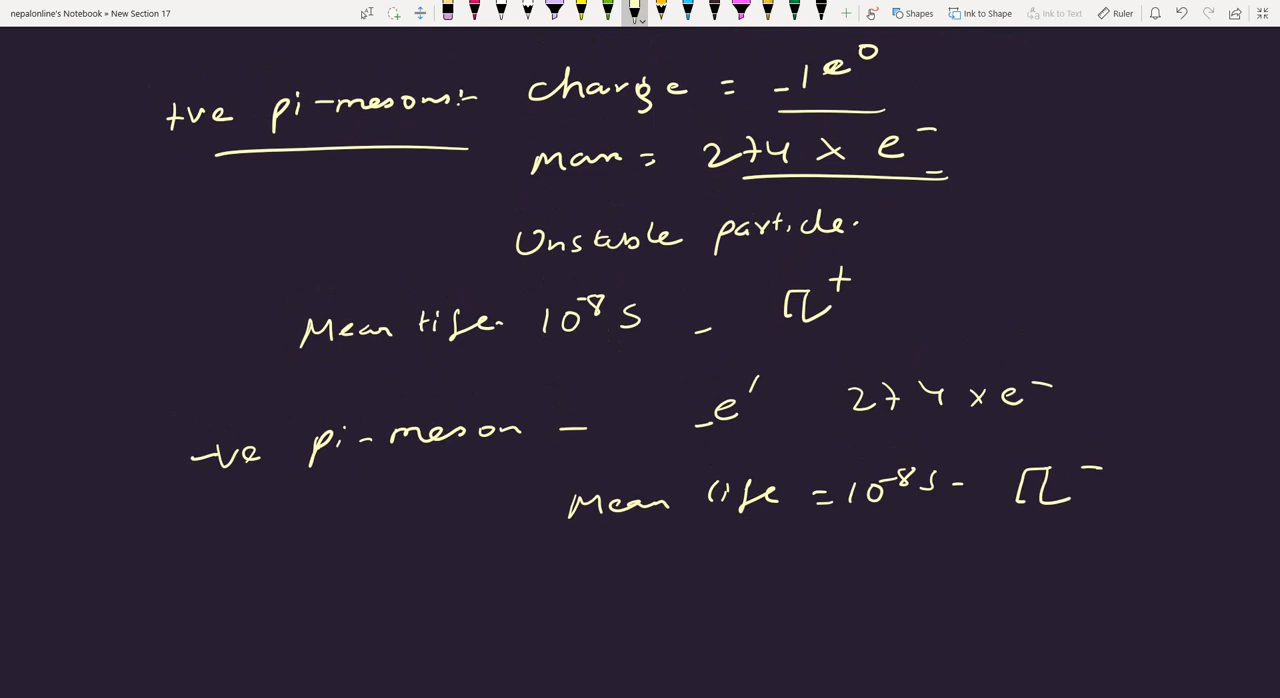 nepalonline's Notebook » New Section 17
Shapes Ink to Shape Ink to Text Ruler
+ve pi-mesons:- charge = -1e⁰
Mass = 274 × e⁻
Unstable particle.
Mean life. 10⁻⁸ s - π⁺
-ve pi-meson - -e' 274 × e⁻
Mean life = 10⁻⁸ s - π⁻